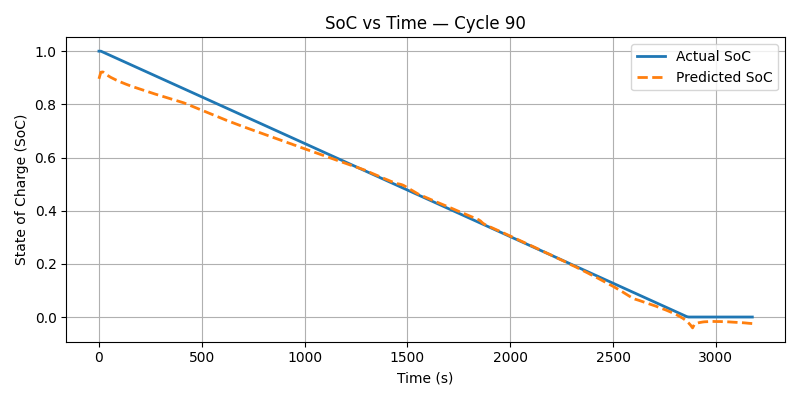 SoC vs Time — Cycle 90
Actual SoC
Predicted SoC
State of Charge (SoC)
1.0
0.8
0.6
0.4
0.2
0.0
0 500 1000 1500 2000 2500 3000
Time (s)